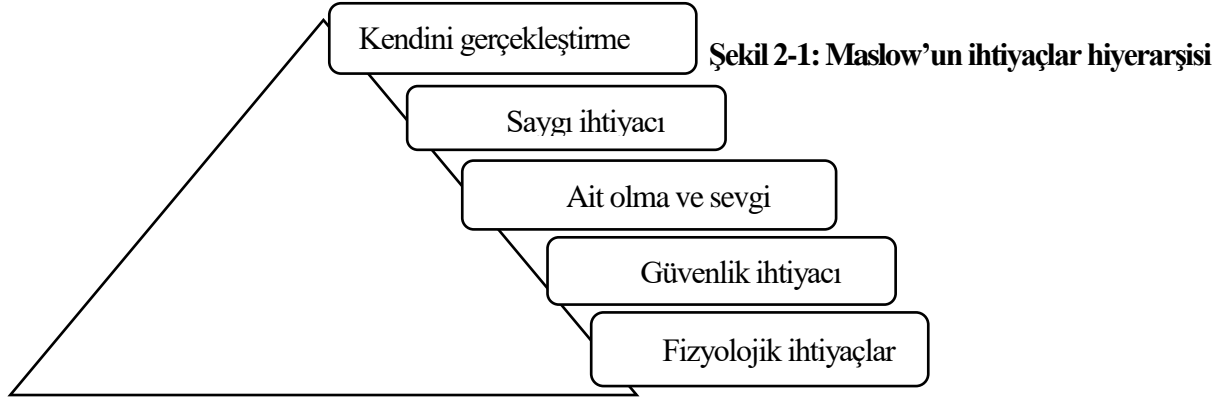 Kendini gerçekleştirme
Şekil 2-1: Maslow’un ihtiyaçlar hiyerarşisi
Saygı ihtiyacı
Ait olma ve sevgi
Güvenlik ihtiyacı
Fizyolojik ihtiyaçlar